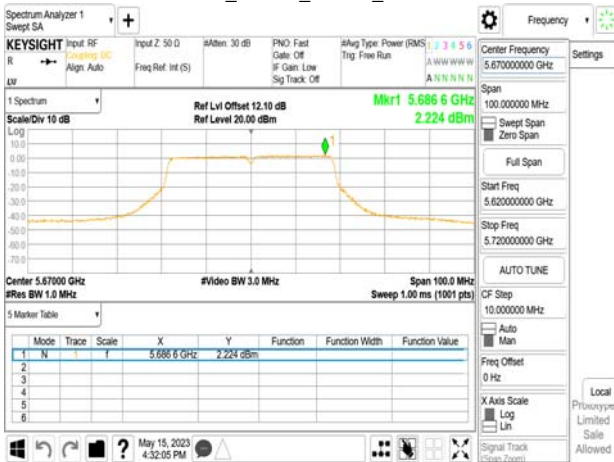 Spectrum Analyzer 1
Swept SA
+
Frequency
KEYSIGHT
R
LV
Input: RF
Coupling: DC
Align: Auto
Input Z: 50 Ω
Freq Ref: Int (S)
#Atten: 30 dB
PNO: Fast
Gate: Off
IF Gain: Low
Sig Track: Off
#Avg Type: Power (RMS
Trig: Free Run
1 2 3 4 5 6
A WW WW W
A N N N N N
Center Frequency
5.670000000 GHz
Settings
Span
100.000000 MHz
Swept Span
Zero Span
Full Span
Start Freq
5.620000000 GHz
Stop Freq
5.720000000 GHz
AUTO TUNE
CF Step
10.000000 MHz
Auto
Man
Freq Offset
0 Hz
X Axis Scale
Log
Lin
Signal Track
(Span Zoom)
Local
Prototype
Limited
Sale
Allowed
1 Spectrum
Scale/Div 10 dB
Ref Lvl Offset 12.10 dB
Ref Level 20.00 dBm
Mkr1 5.686 6 GHz
2.224 dBm
Log
10.0
0.00
-10.0
-20.0
-30.0
-40.0
-50.0
-60.0
-70.0
1
Center 5.67000 GHz
#Res BW 1.0 MHz
#Video BW 3.0 MHz
Span 100.0 MHz
Sweep 1.00 ms (1001 pts)
5 Marker Table
Mode Trace Scale X Y Function Function Width Function Value
1 N 1 f 5.686 6 GHz 2.224 dBm
2
3
4
5
6
?
May 15, 2023
4:32:05 PM